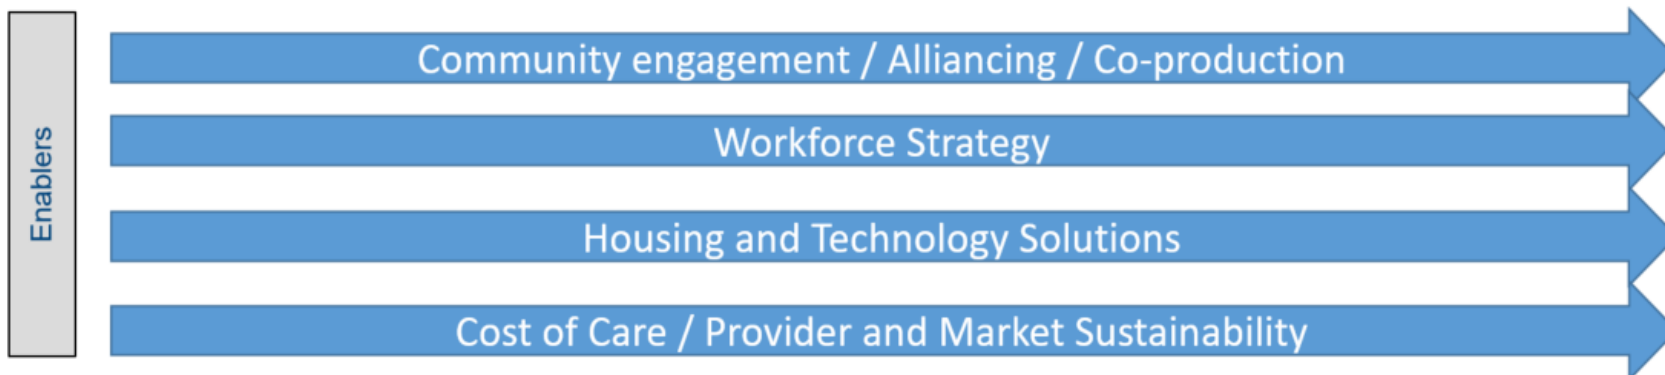 Enablers
Community engagement / Alliancing / Co-production
Workforce Strategy
Housing and Technology Solutions
Cost of Care / Provider and Market Sustainability